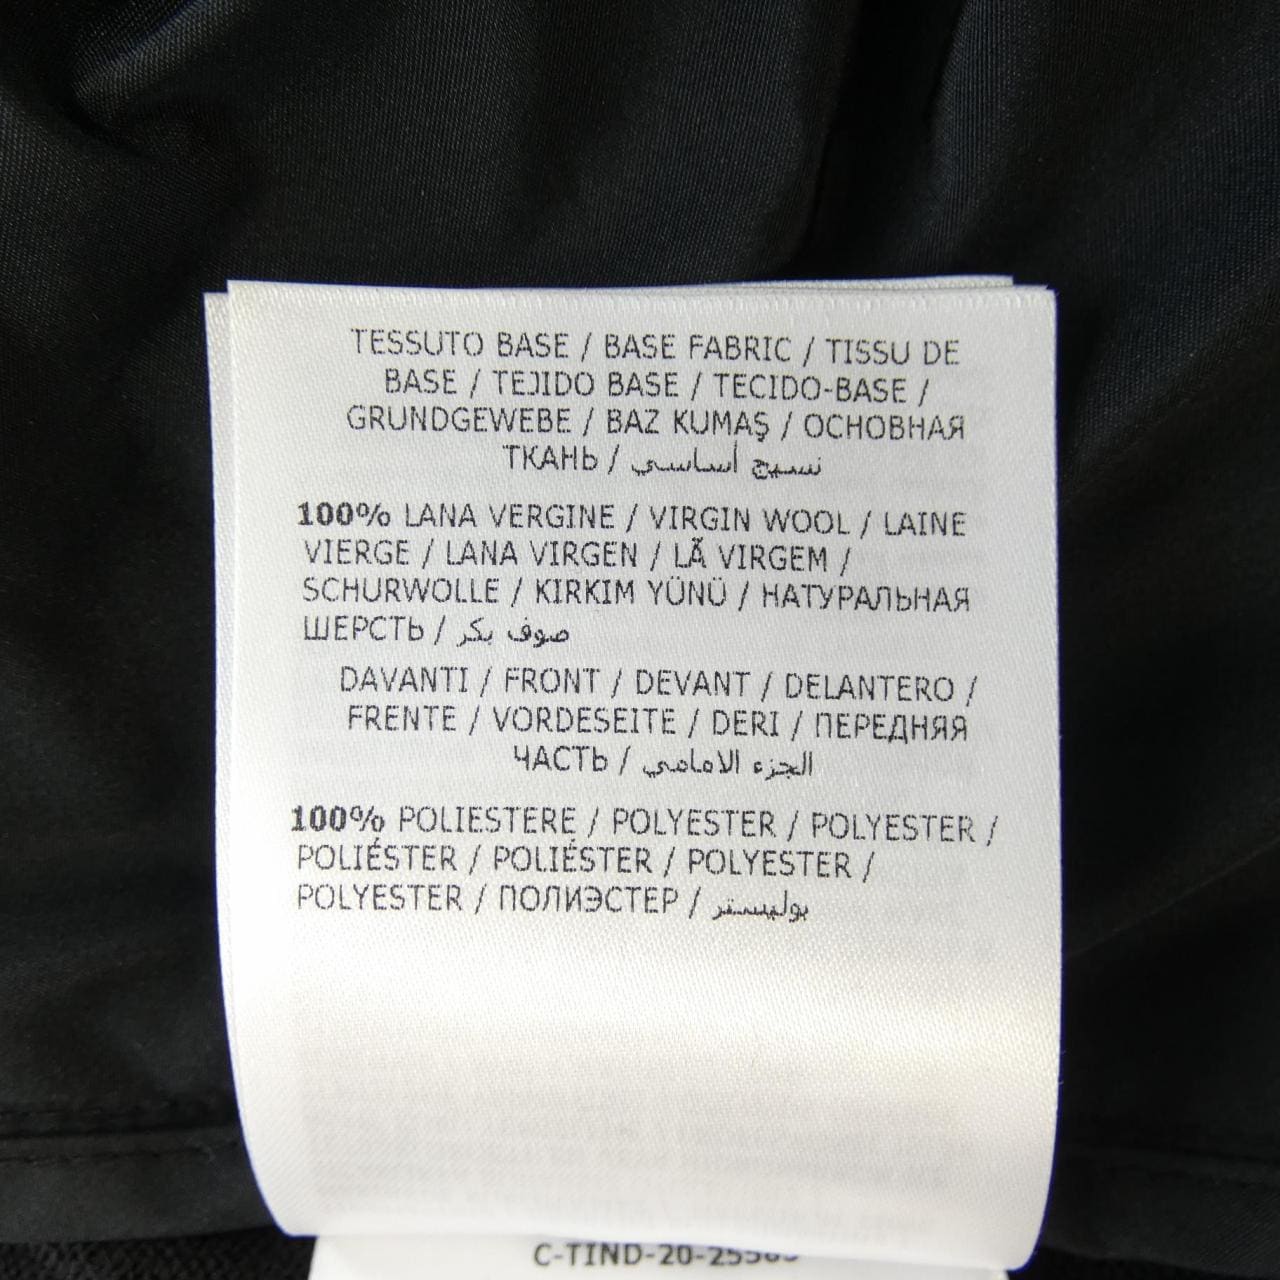 TESSUTO BASE / BASE FABRIC / TISSU DE
BASE / TEJIDO BASE / TECIDO-BASE /
GRUNDGEWEBE / BAZ KUMAŞ / ОСНОВНАЯ
ТКАНЬ / نسيج أساسي
100% LANA VERGINE / VIRGIN WOOL / LAINE
VIERGE / LANA VIRGEN / LÃ VIRGEM /
SCHURWOLLE / KIRKIM YÜNÜ / НАТУРАЛЬНАЯ
ШЕРСТЬ / صوف بكر
DAVANTI / FRONT / DEVANT / DELANTERO /
FRENTE / VORDESEITE / DERI / ПЕРЕДНЯЯ
ЧАСТЬ / الجزء الامامي
100% POLIESTERE / POLYESTER / POLYESTER /
POLIÉSTER / POLIÉSTER / POLYESTER /
POLYESTER / ПОЛИЭСТЕР / بوليستر